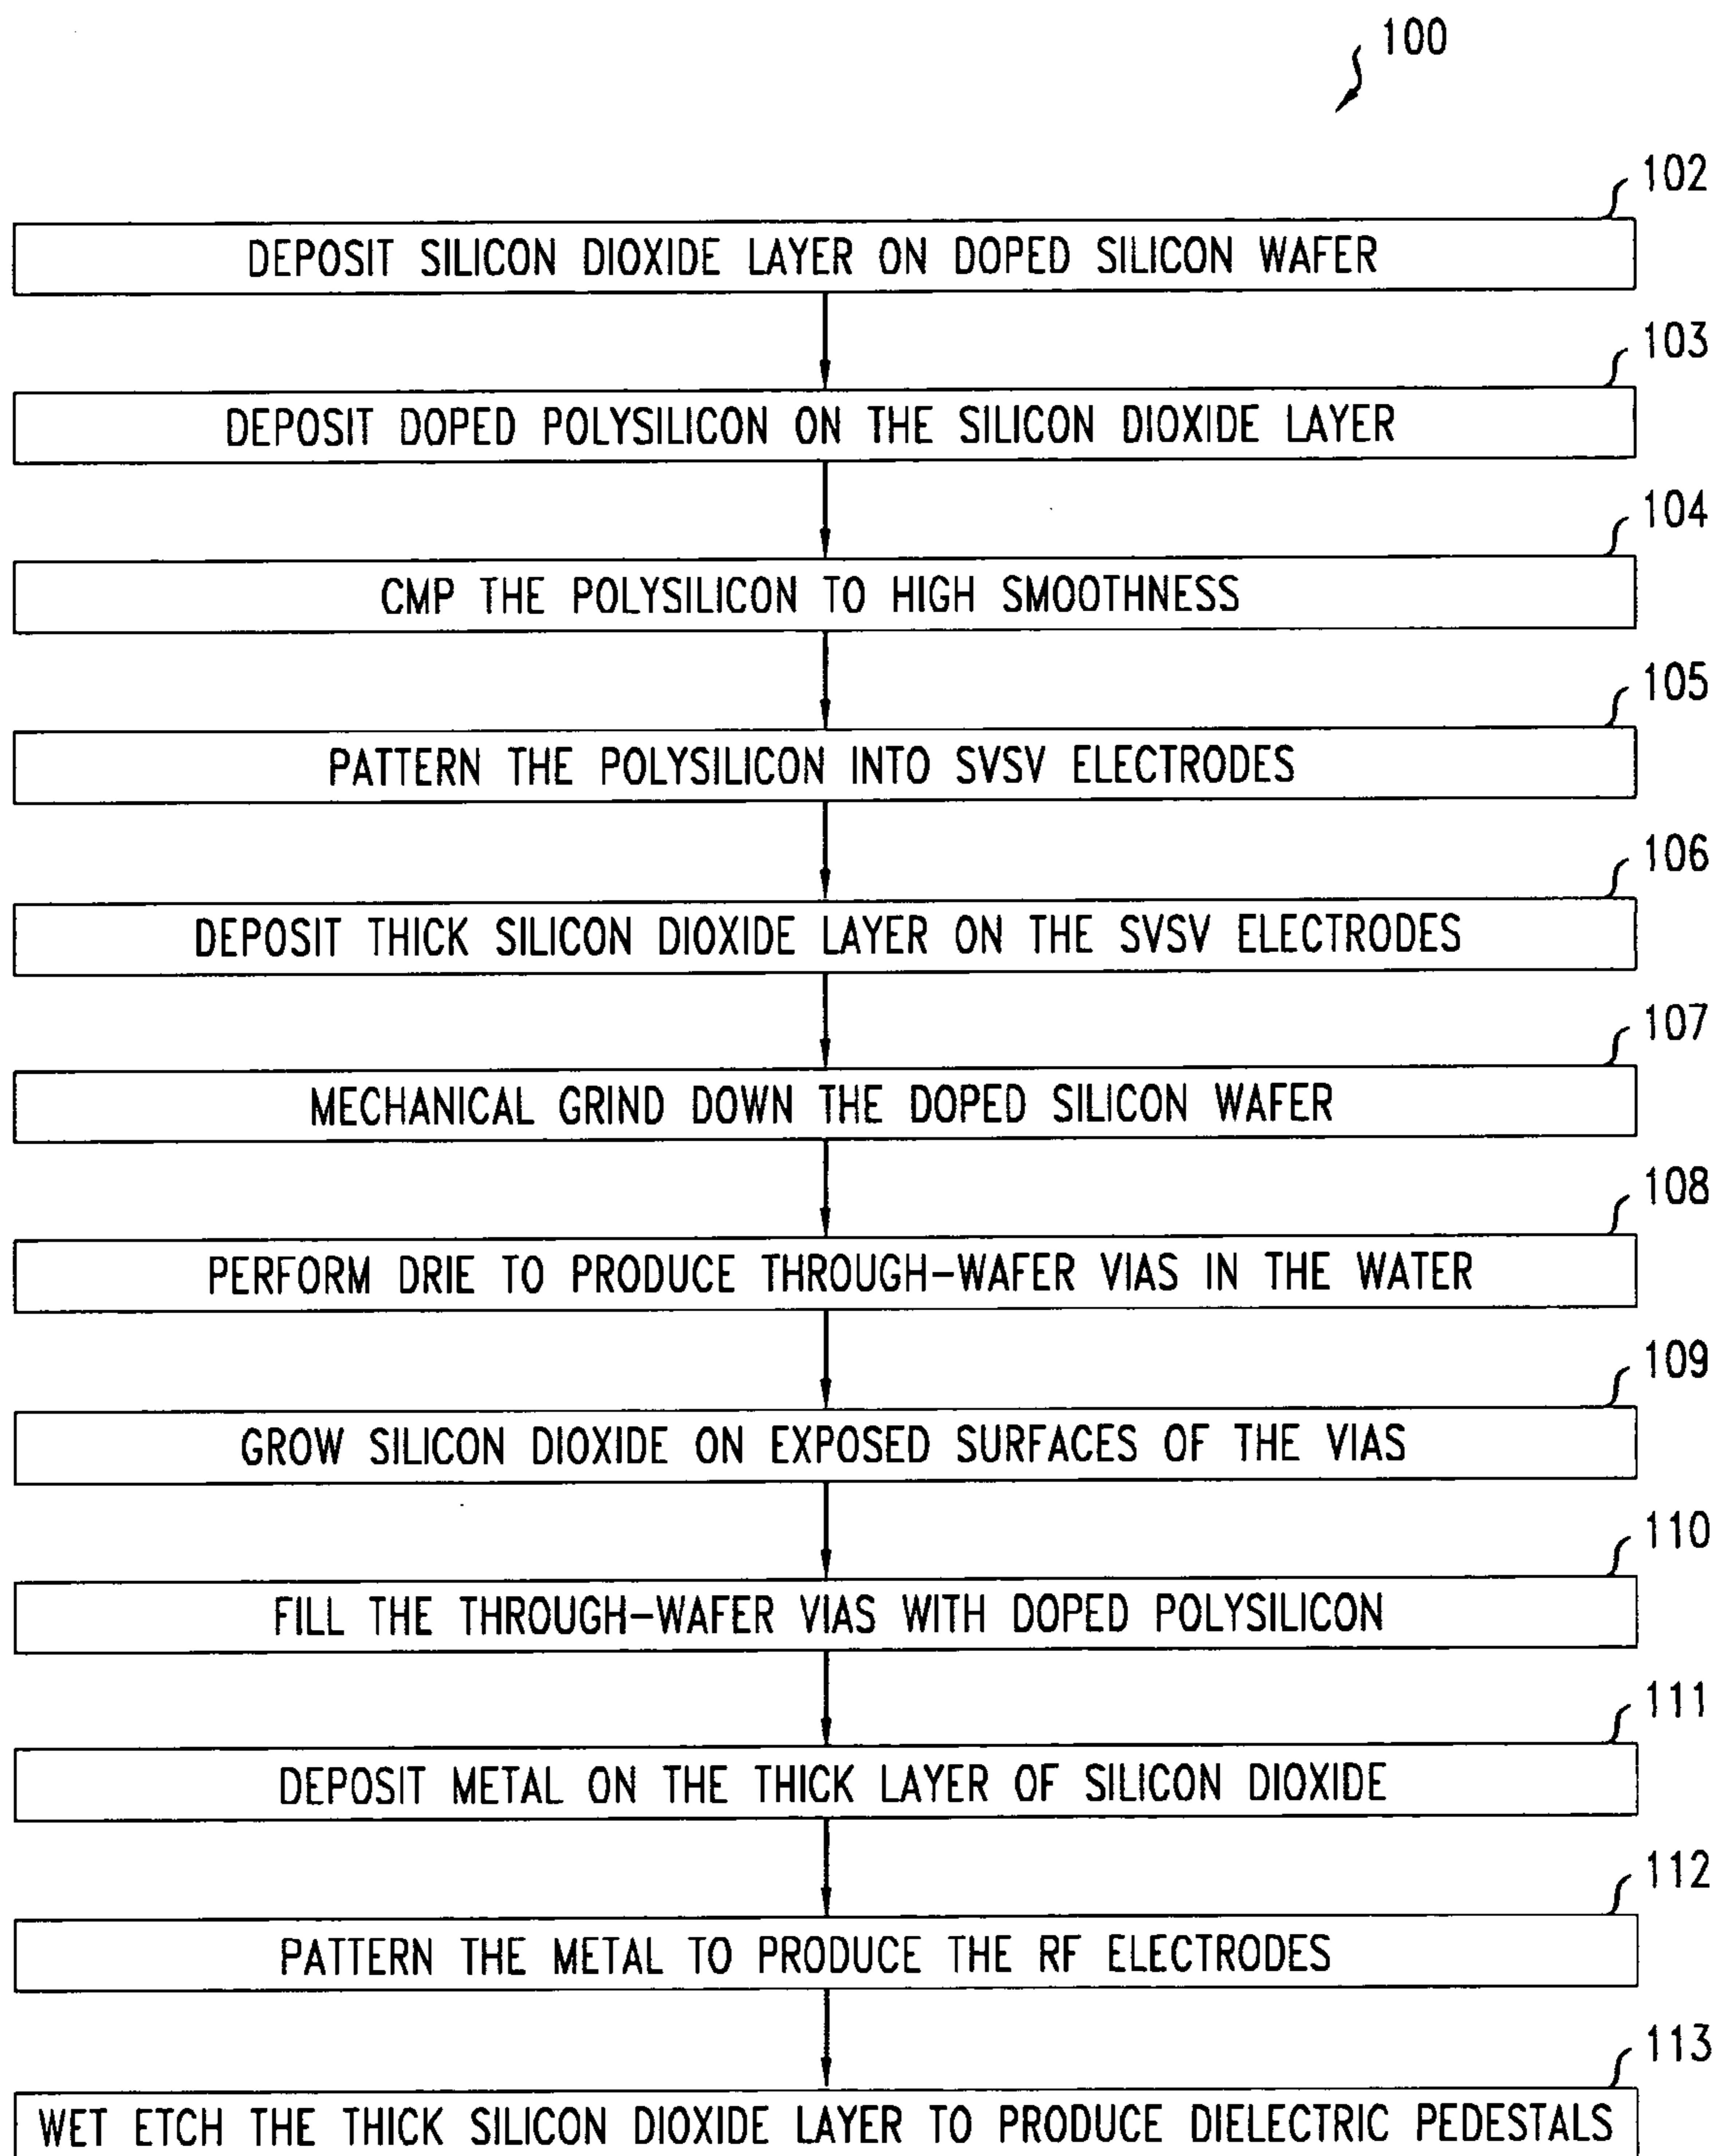 100
102
DEPOSIT SILICON DIOXIDE LAYER ON DOPED SILICON WAFER
103
DEPOSIT DOPED POLYSILICON ON THE SILICON DIOXIDE LAYER
104
CMP THE POLYSILICON TO HIGH SMOOTHNESS
105
PATTERN THE POLYSILICON INTO SVSV ELECTRODES
106
DEPOSIT THICK SILICON DIOXIDE LAYER ON THE SVSV ELECTRODES
107
MECHANICAL GRIND DOWN THE DOPED SILICON WAFER
108
PERFORM DRIE TO PRODUCE THROUGH-WAFER VIAS IN THE WATER
109
GROW SILICON DIOXIDE ON EXPOSED SURFACES OF THE VIAS
110
FILL THE THROUGH-WAFER VIAS WITH DOPED POLYSILICON
111
DEPOSIT METAL ON THE THICK LAYER OF SILICON DIOXIDE
112
PATTERN THE METAL TO PRODUCE THE RF ELECTRODES
113
WET ETCH THE THICK SILICON DIOXIDE LAYER TO PRODUCE DIELECTRIC PEDESTALS